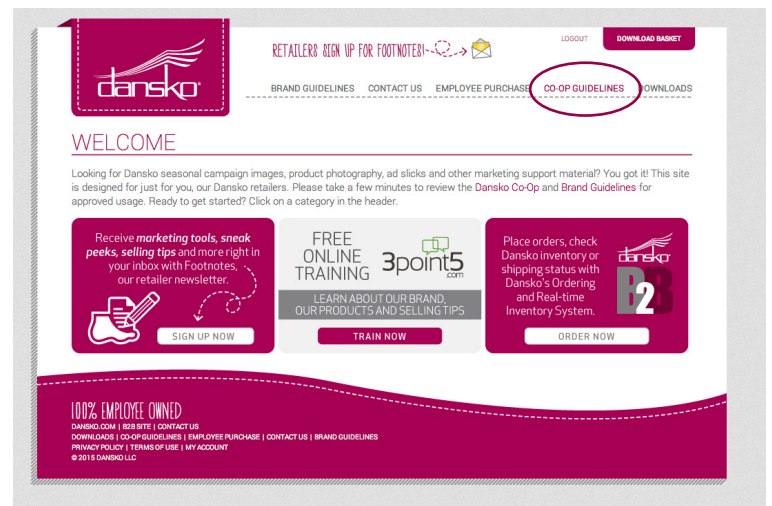 RETAILERS SIGN UP FOR FOOTNOTES!
LOGOUT
DOWNLOAD BASKET
dansko®
BRAND GUIDELINES CONTACT US EMPLOYEE PURCHASE CO-OP GUIDELINES DOWNLOADS
WELCOME
Looking for Dansko seasonal campaign images, product photography, ad slicks and other marketing support material? You got it! This site
is designed for just for you, our Dansko retailers. Please take a few minutes to review the Dansko Co-Op and Brand Guidelines for
approved usage. Ready to get started? Click on a category in the header.
Receive marketing tools, sneak
peeks, selling tips and more right in
your inbox with Footnotes,
our retailer newsletter.
SIGN UP NOW
FREE
ONLINE
TRAINING
3point5
.com
LEARN ABOUT OUR BRAND,
OUR PRODUCTS AND SELLING TIPS
TRAIN NOW
Place orders, check
Dansko inventory or
shipping status with
Dansko's Ordering
and Real-time
Inventory System.
dansko
B2B
ORDER NOW
100% EMPLOYEE OWNED
DANSKO.COM | B2B SITE | CONTACT US
DOWNLOADS | CO-OP GUIDELINES | EMPLOYEE PURCHASE | CONTACT US | BRAND GUIDELINES
PRIVACY POLICY | TERMS OF USE | MY ACCOUNT
© 2015 DANSKO LLC